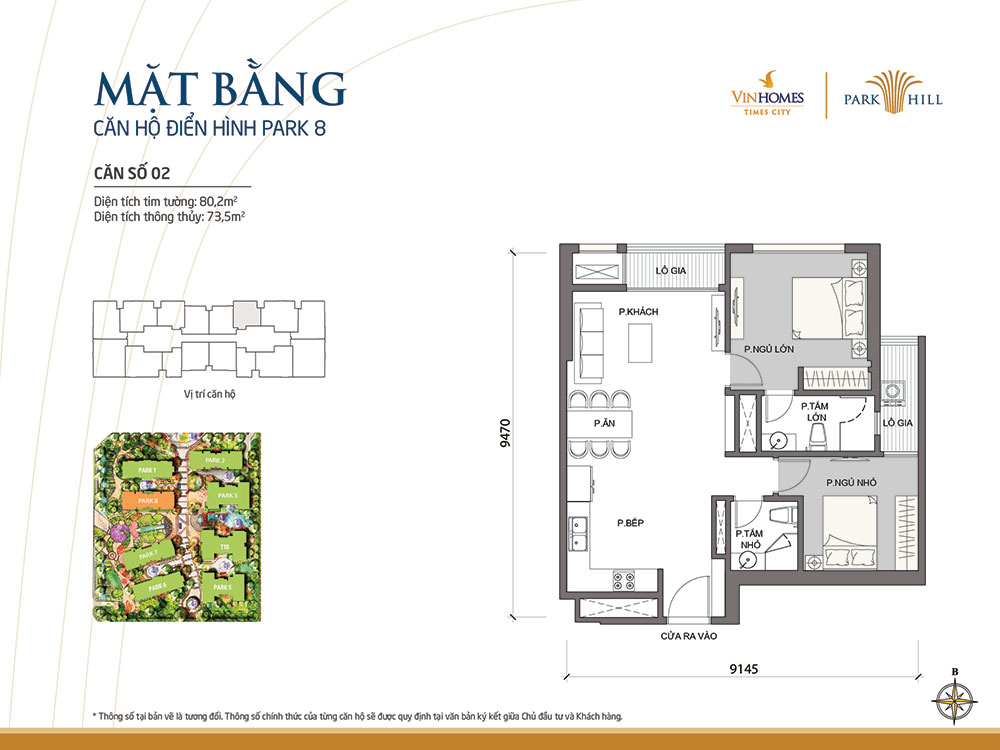 MẶT BẰNG
CĂN HỘ ĐIỂN HÌNH PARK 8
VINHOMES
TIMES CITY
PARK HILL
CĂN SỐ 02
Diện tích tim tường: 80,2m²
Diện tích thông thủy: 73,5m²
Vị trí căn hộ
PARK 1
PARK 2
PARK 8
PARK 3
PARK 7
T18
PARK 6
PARK 5
LÔ GIA
P.KHÁCH
P.NGỦ LỚN
P.TẮM
LỚN
LÔ GIA
P.ĂN
9470
P.NGỦ NHỎ
P.BẾP
P.TẮM
NHỎ
CỬA RA VÀO
9145
B
* Thông số tại bản vẽ là tương đối. Thông số chính thức của từng căn hộ sẽ được quy định tại văn bản ký kết giữa Chủ đầu tư và Khách hàng.